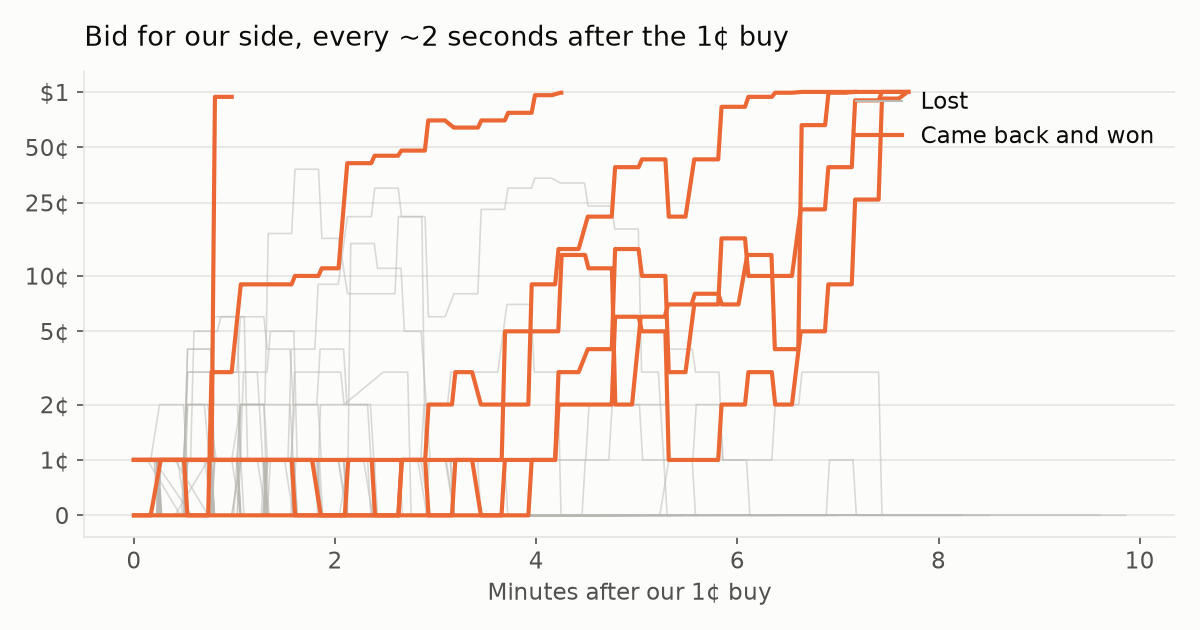 Bid for our side, every ~2 seconds after the 1¢ buy
$1
50¢
25¢
10¢
5¢
2¢
1¢
0
Lost
Came back and won
0 2 4 6 8 10
Minutes after our 1¢ buy